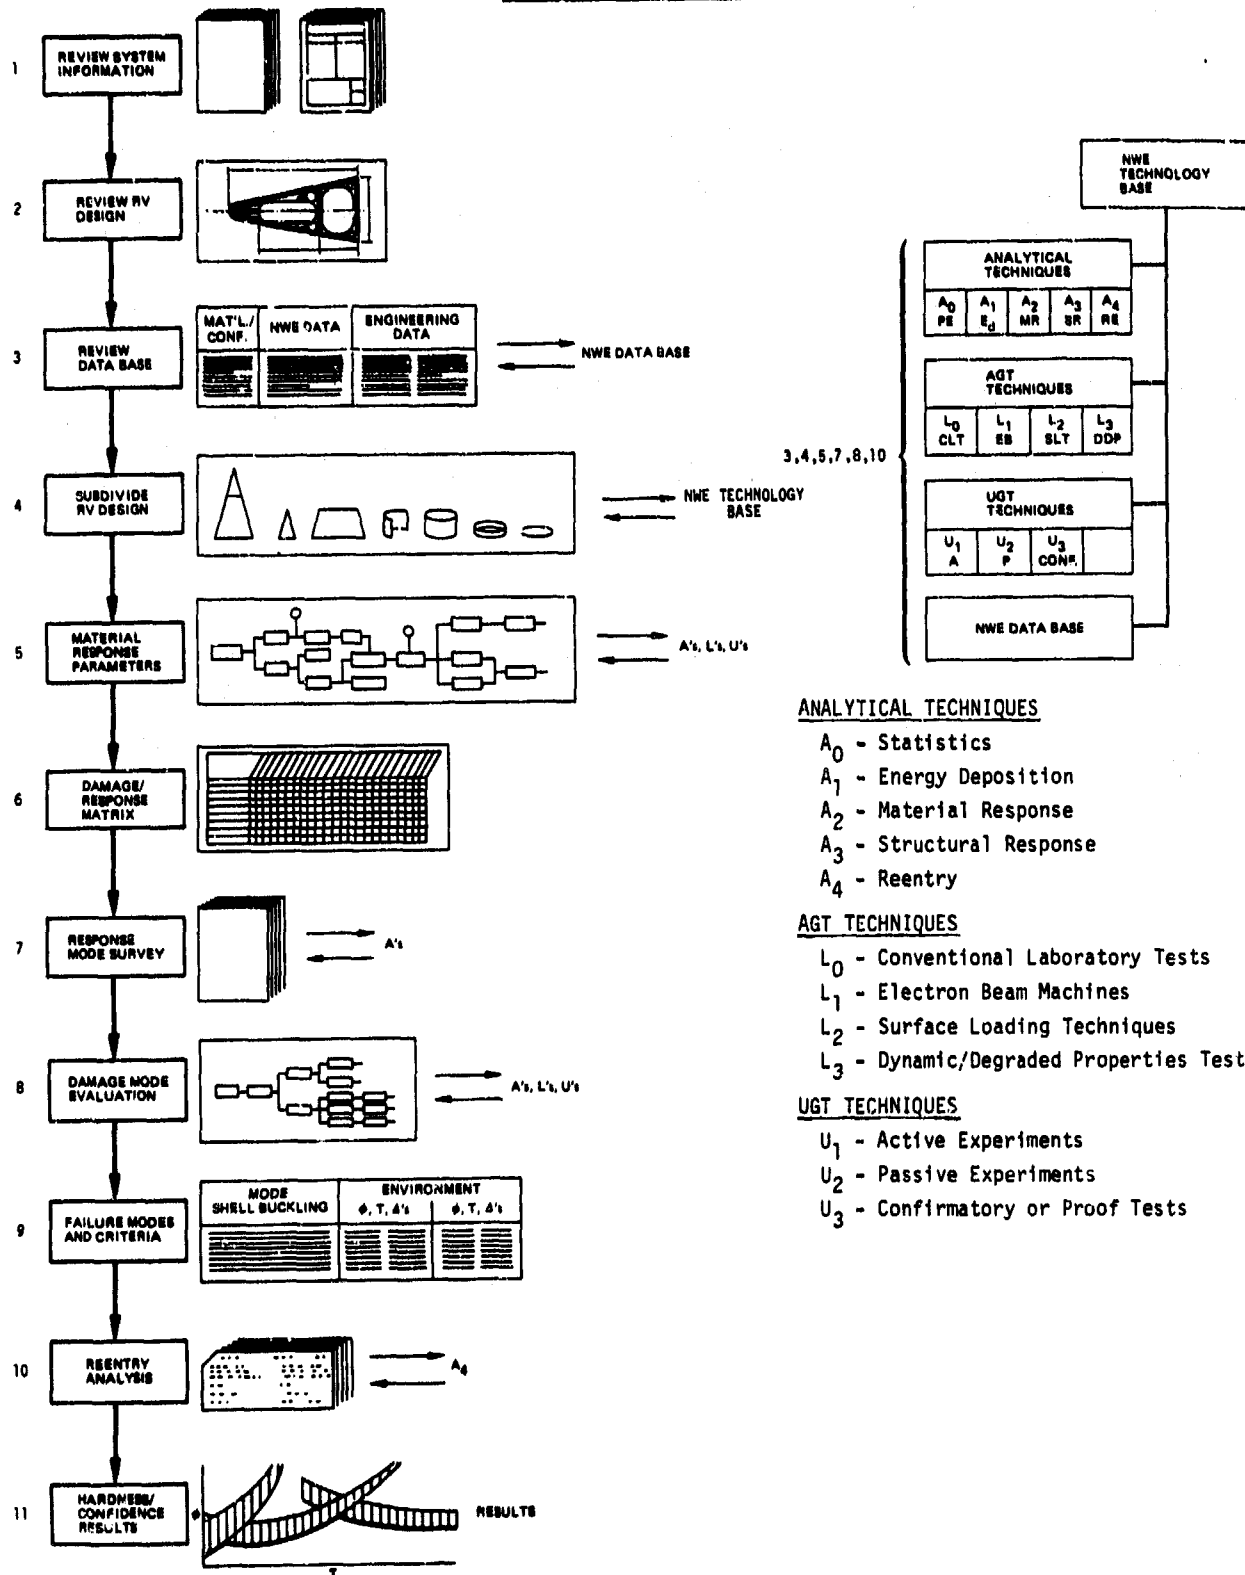 1
REVIEW SYSTEM
INFORMATION
2
REVIEW RV
DESIGN
3
REVIEW
DATA BASE
MAT'L./
CONF.
NWE DATA
ENGINEERING
DATA
NWE DATA BASE
4
SUBDIVIDE
RV DESIGN
NWE TECHNOLOGY
BASE
5
MATERIAL
RESPONSE
PARAMETERS
A's, L's, U's
6
DAMAGE/
RESPONSE
MATRIX
7
RESPONSE
MODE SURVEY
A's
8
DAMAGE MODE
EVALUATION
A's, L's, U's
9
FAILURE MODES
AND CRITERIA
MODE
SHELL BUCKLING
ENVIRONMENT
φ, T, Δ's
φ, T, Δ's
10
REENTRY
ANALYSIS
A4
11
HARDNESS/
CONFIDENCE
RESULTS
φ
T
RESULTS
NWE
TECHNOLOGY
BASE
3,4,5,7,8,10
ANALYTICAL
TECHNIQUES
A0 A1 A2 A3 A4
PE Ed MR SR RE
AGT
TECHNIQUES
L0 L1 L2 L3
CLT EB SLT DDP
UGT
TECHNIQUES
U1 U2 U3
A P CONF.
NWE DATA BASE
ANALYTICAL TECHNIQUES
A0 - Statistics
A1 - Energy Deposition
A2 - Material Response
A3 - Structural Response
A4 - Reentry
AGT TECHNIQUES
L0 - Conventional Laboratory Tests
L1 - Electron Beam Machines
L2 - Surface Loading Techniques
L3 - Dynamic/Degraded Properties Test
UGT TECHNIQUES
U1 - Active Experiments
U2 - Passive Experiments
U3 - Confirmatory or Proof Tests